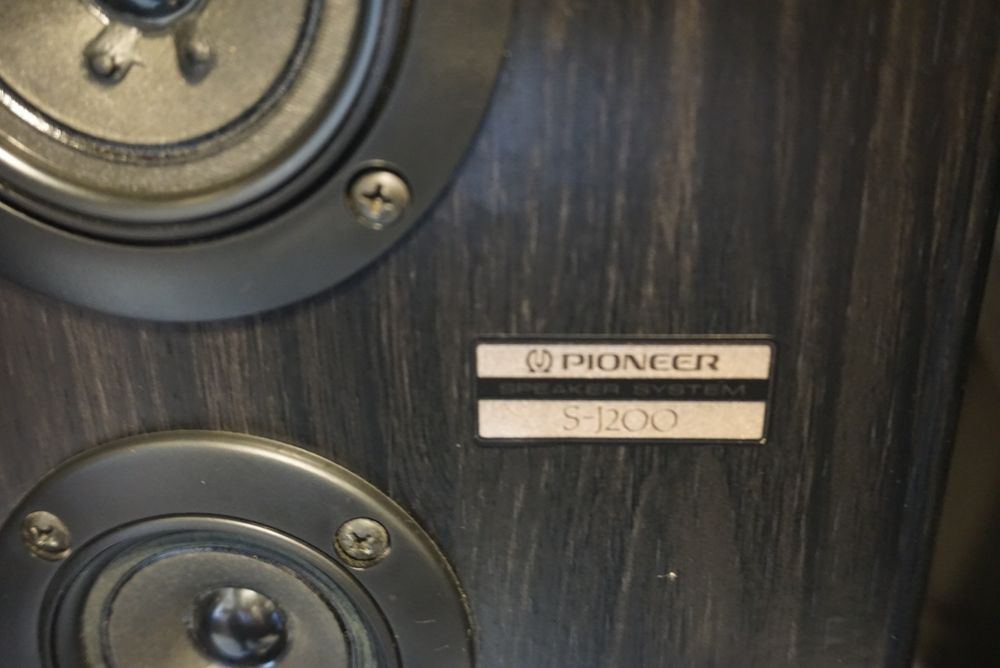 PIONEER
SPEAKER SYSTEM
S-J200